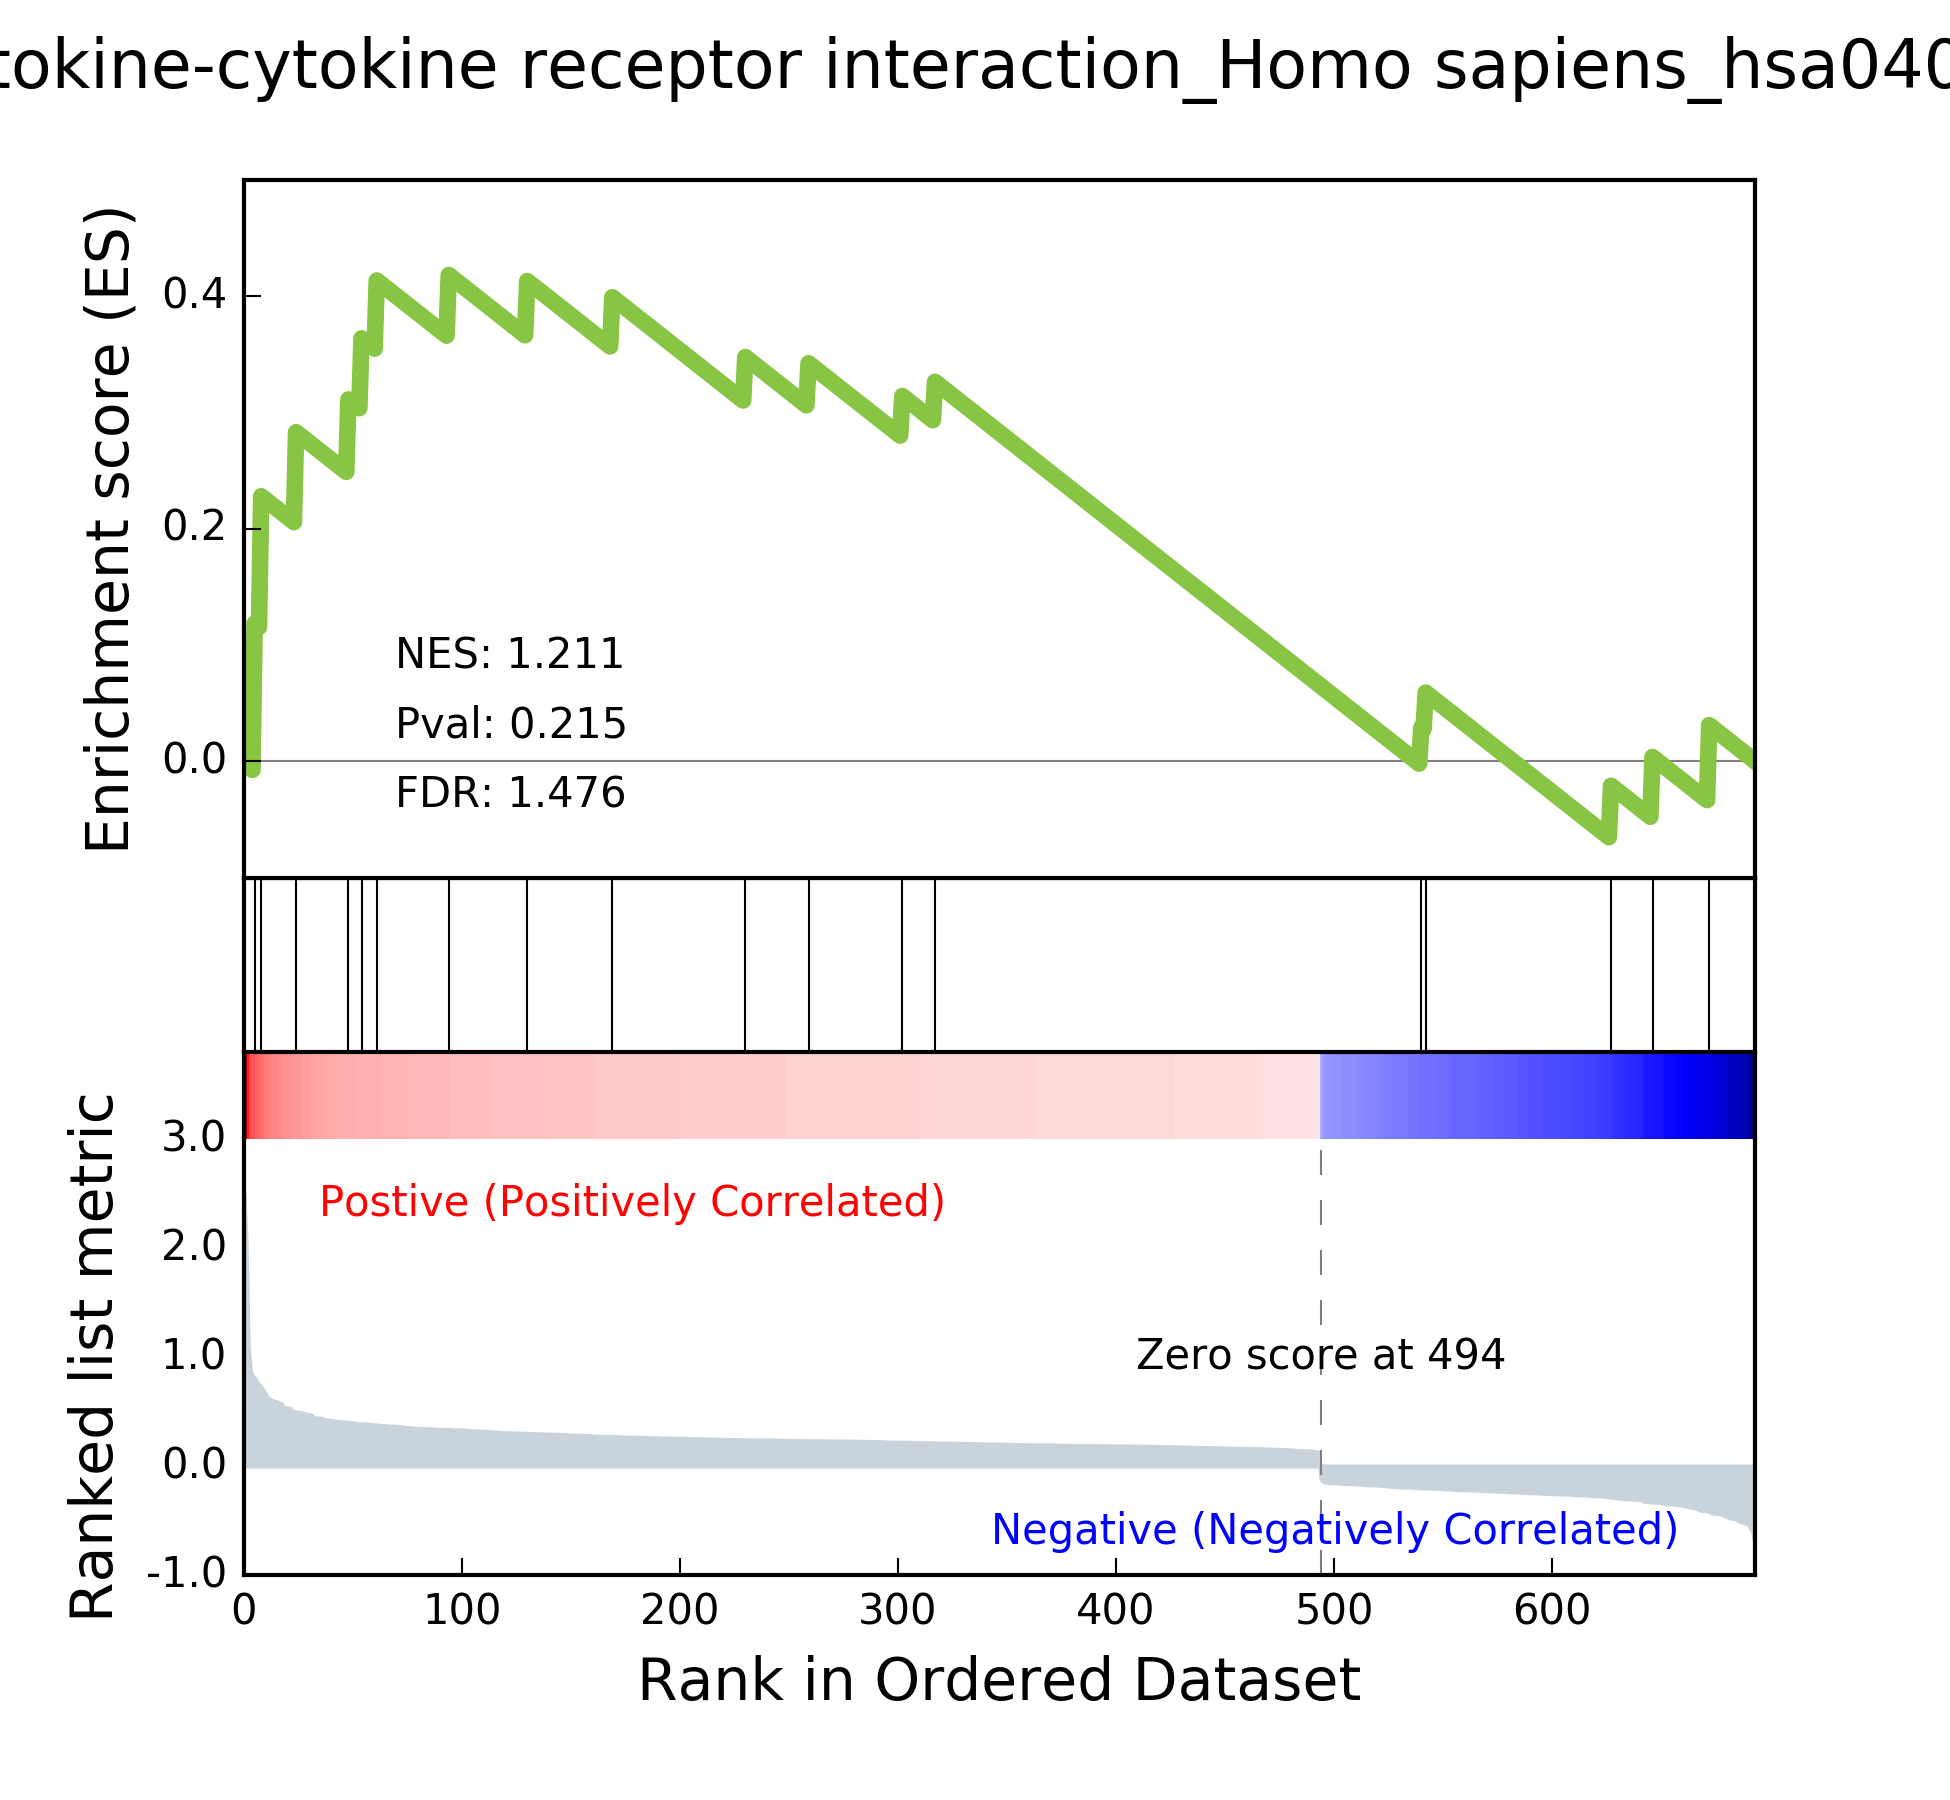 tokine-cytokine receptor interaction_Homo sapiens_hsa040
Enrichment score (ES)
0.4
0.2
0.0
NES: 1.211
Pval: 0.215
FDR: 1.476
Ranked list metric
3.0
2.0
1.0
0.0
-1.0
Postive (Positively Correlated)
Zero score at 494
Negative (Negatively Correlated)
0 100 200 300 400 500 600
Rank in Ordered Dataset